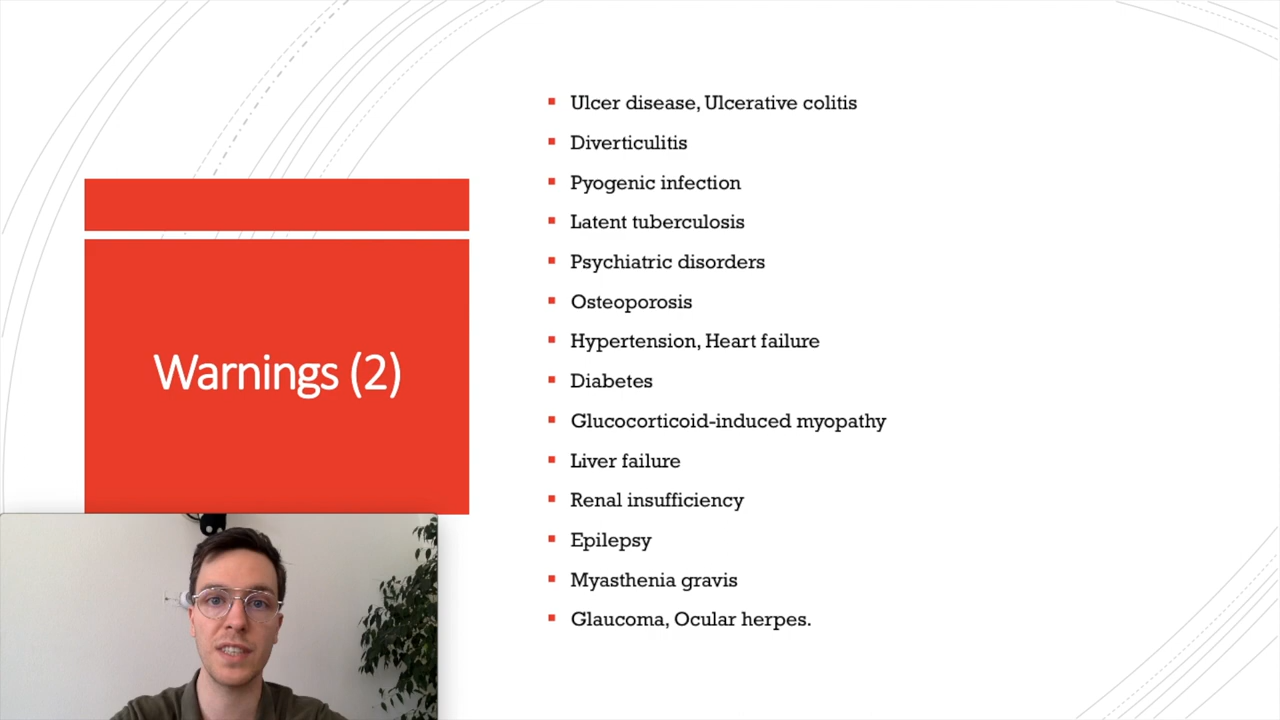 Warnings (2)
Ulcer disease, Ulcerative colitis
Diverticulitis
Pyogenic infection
Latent tuberculosis
Psychiatric disorders
Osteoporosis
Hypertension, Heart failure
Diabetes
Glucocorticoid-induced myopathy
Liver failure
Renal insufficiency
Epilepsy
Myasthenia gravis
Glaucoma, Ocular herpes.